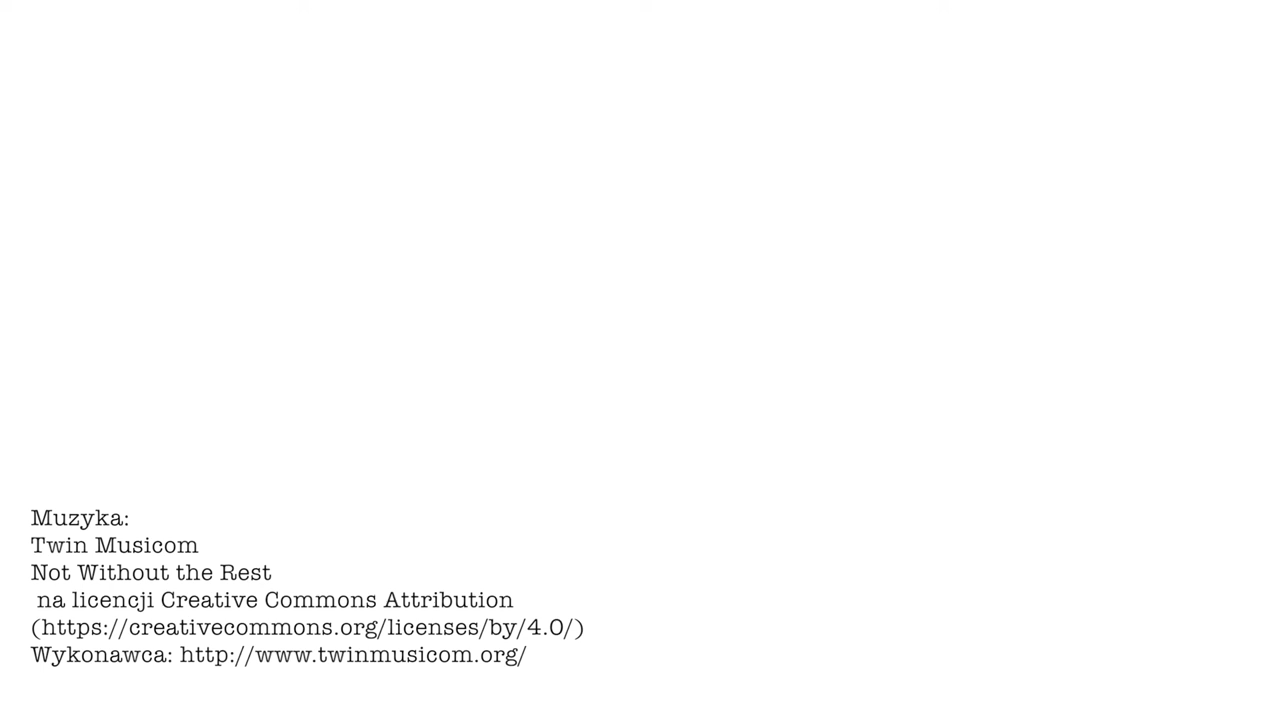 Muzyka:
Twin Musicom
Not Without the Rest
na licencji Creative Commons Attribution
(https://creativecommons.org/licenses/by/4.0/)
Wykonawca: http://www.twinmusicom.org/